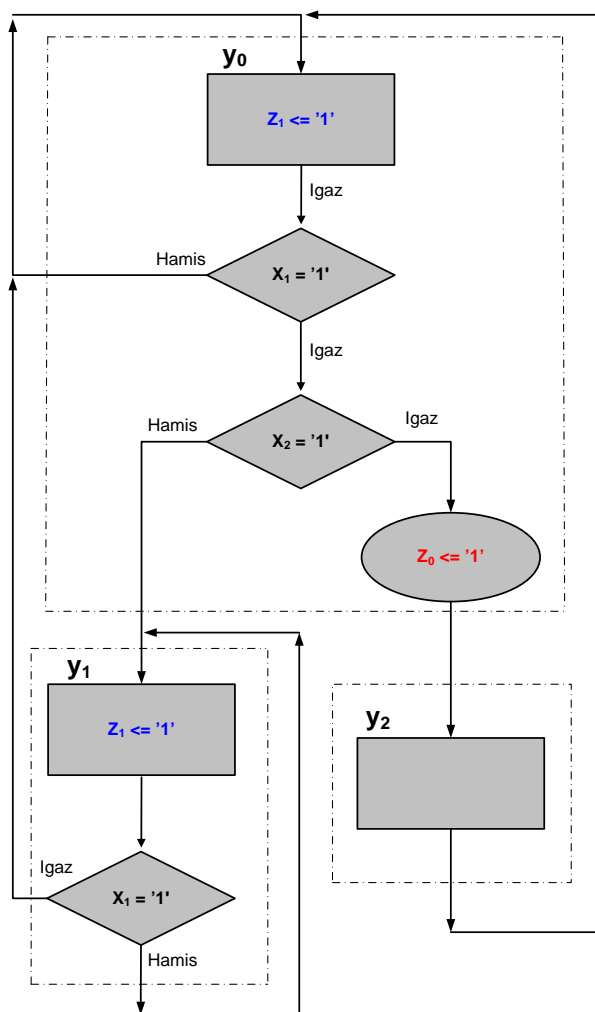 y₀
Z₁ <= ’1’
Igaz
Hamis
X₁ = ’1'
Igaz
Hamis
Igaz
X₂ = ’1'
Z₀ <= ’1’
y₁
Z₁ <= ’1’
y₂
Igaz
X₁ = ’1'
Hamis